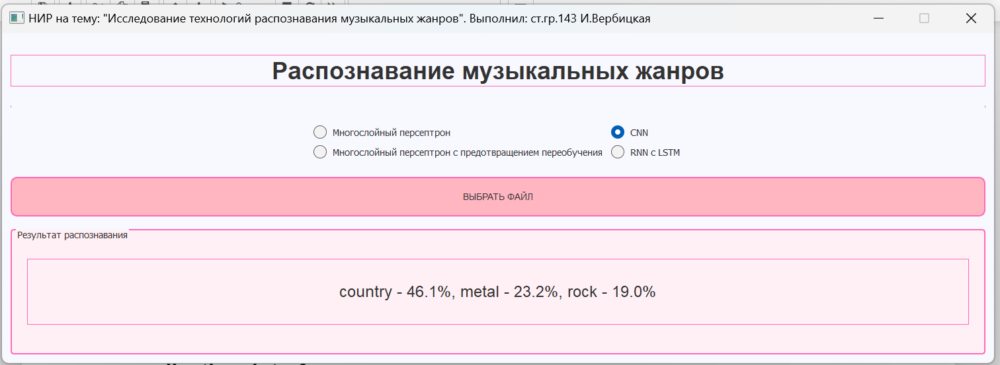 НИР на тему: "Исследование технологий распознавания музыкальных жанров". Выполнил: ст.гр.143 И.Вербицкая
Распознавание музыкальных жанров
Многослойный персептрон
CNN
Многослойный персептрон с предотвращением переобучения
RNN с LSTM
ВЫБРАТЬ ФАЙЛ
Результат распознавания
country - 46.1%, metal - 23.2%, rock - 19.0%